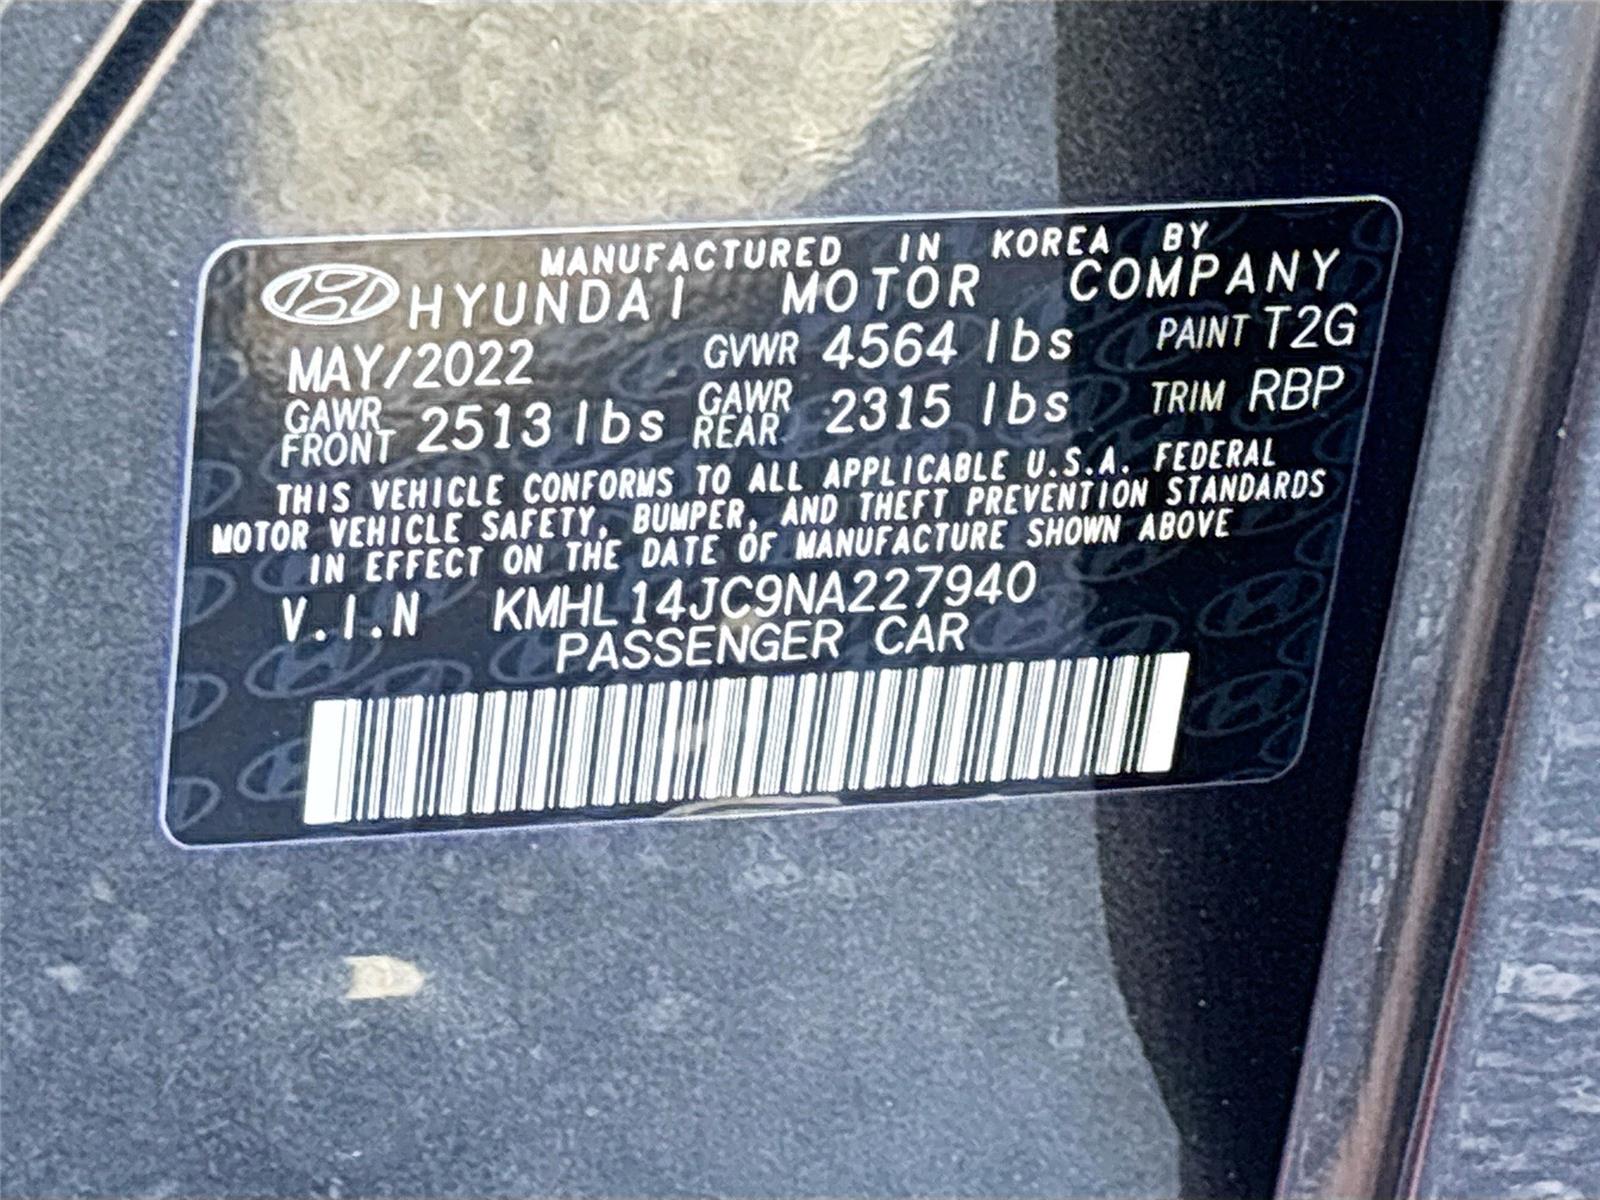 MANUFACTURED IN KOREA BY
HYUNDAI MOTOR COMPANY
MAY/2022 GVWR 4564 lbs PAINT T2G
GAWR FRONT 2513 lbs GAWR REAR 2315 lbs TRIM RBP
THIS VEHICLE CONFORMS TO ALL APPLICABLE U.S.A. FEDERAL
MOTOR VEHICLE SAFETY, BUMPER, AND THEFT PREVENTION STANDARDS
IN EFFECT ON THE DATE OF MANUFACTURE SHOWN ABOVE
V.I.N KMHL14JC9NA227940
PASSENGER CAR